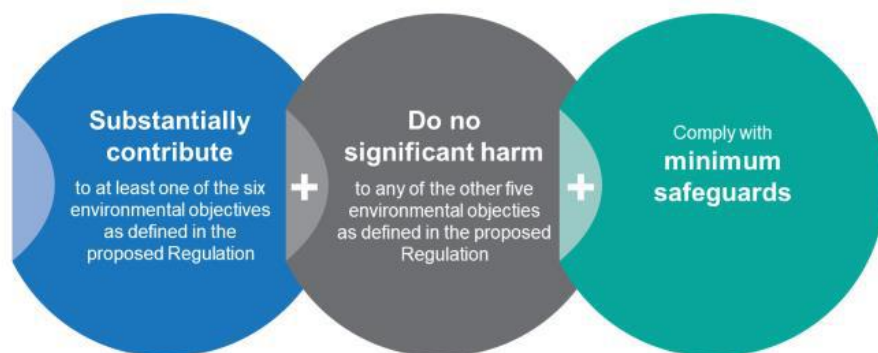 Substantially
contribute
to at least one of the six
environmental objectives
as defined in the
proposed Regulation
+
Do no
significant harm
to any of the other five
environmental objecties
as defined in the proposed
Regulation
+
Comply with
minimum
safeguards